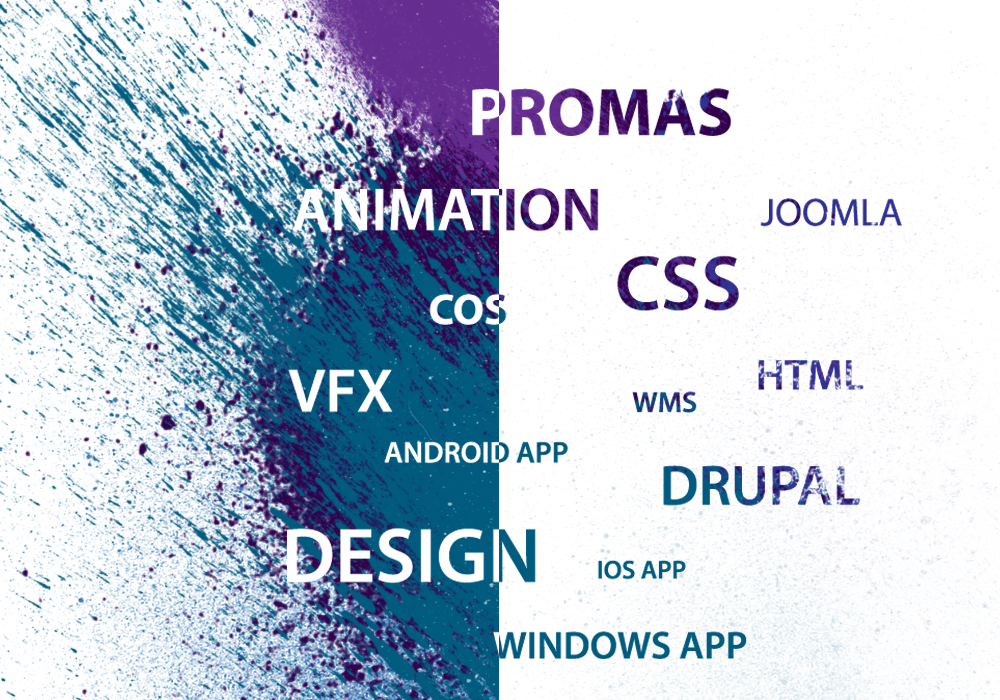 PROMAS
ANIMATION
JOOMLA
CSS
COS
HTML
VFX
WMS
ANDROID APP
DRUPAL
DESIGN
IOS APP
WINDOWS APP